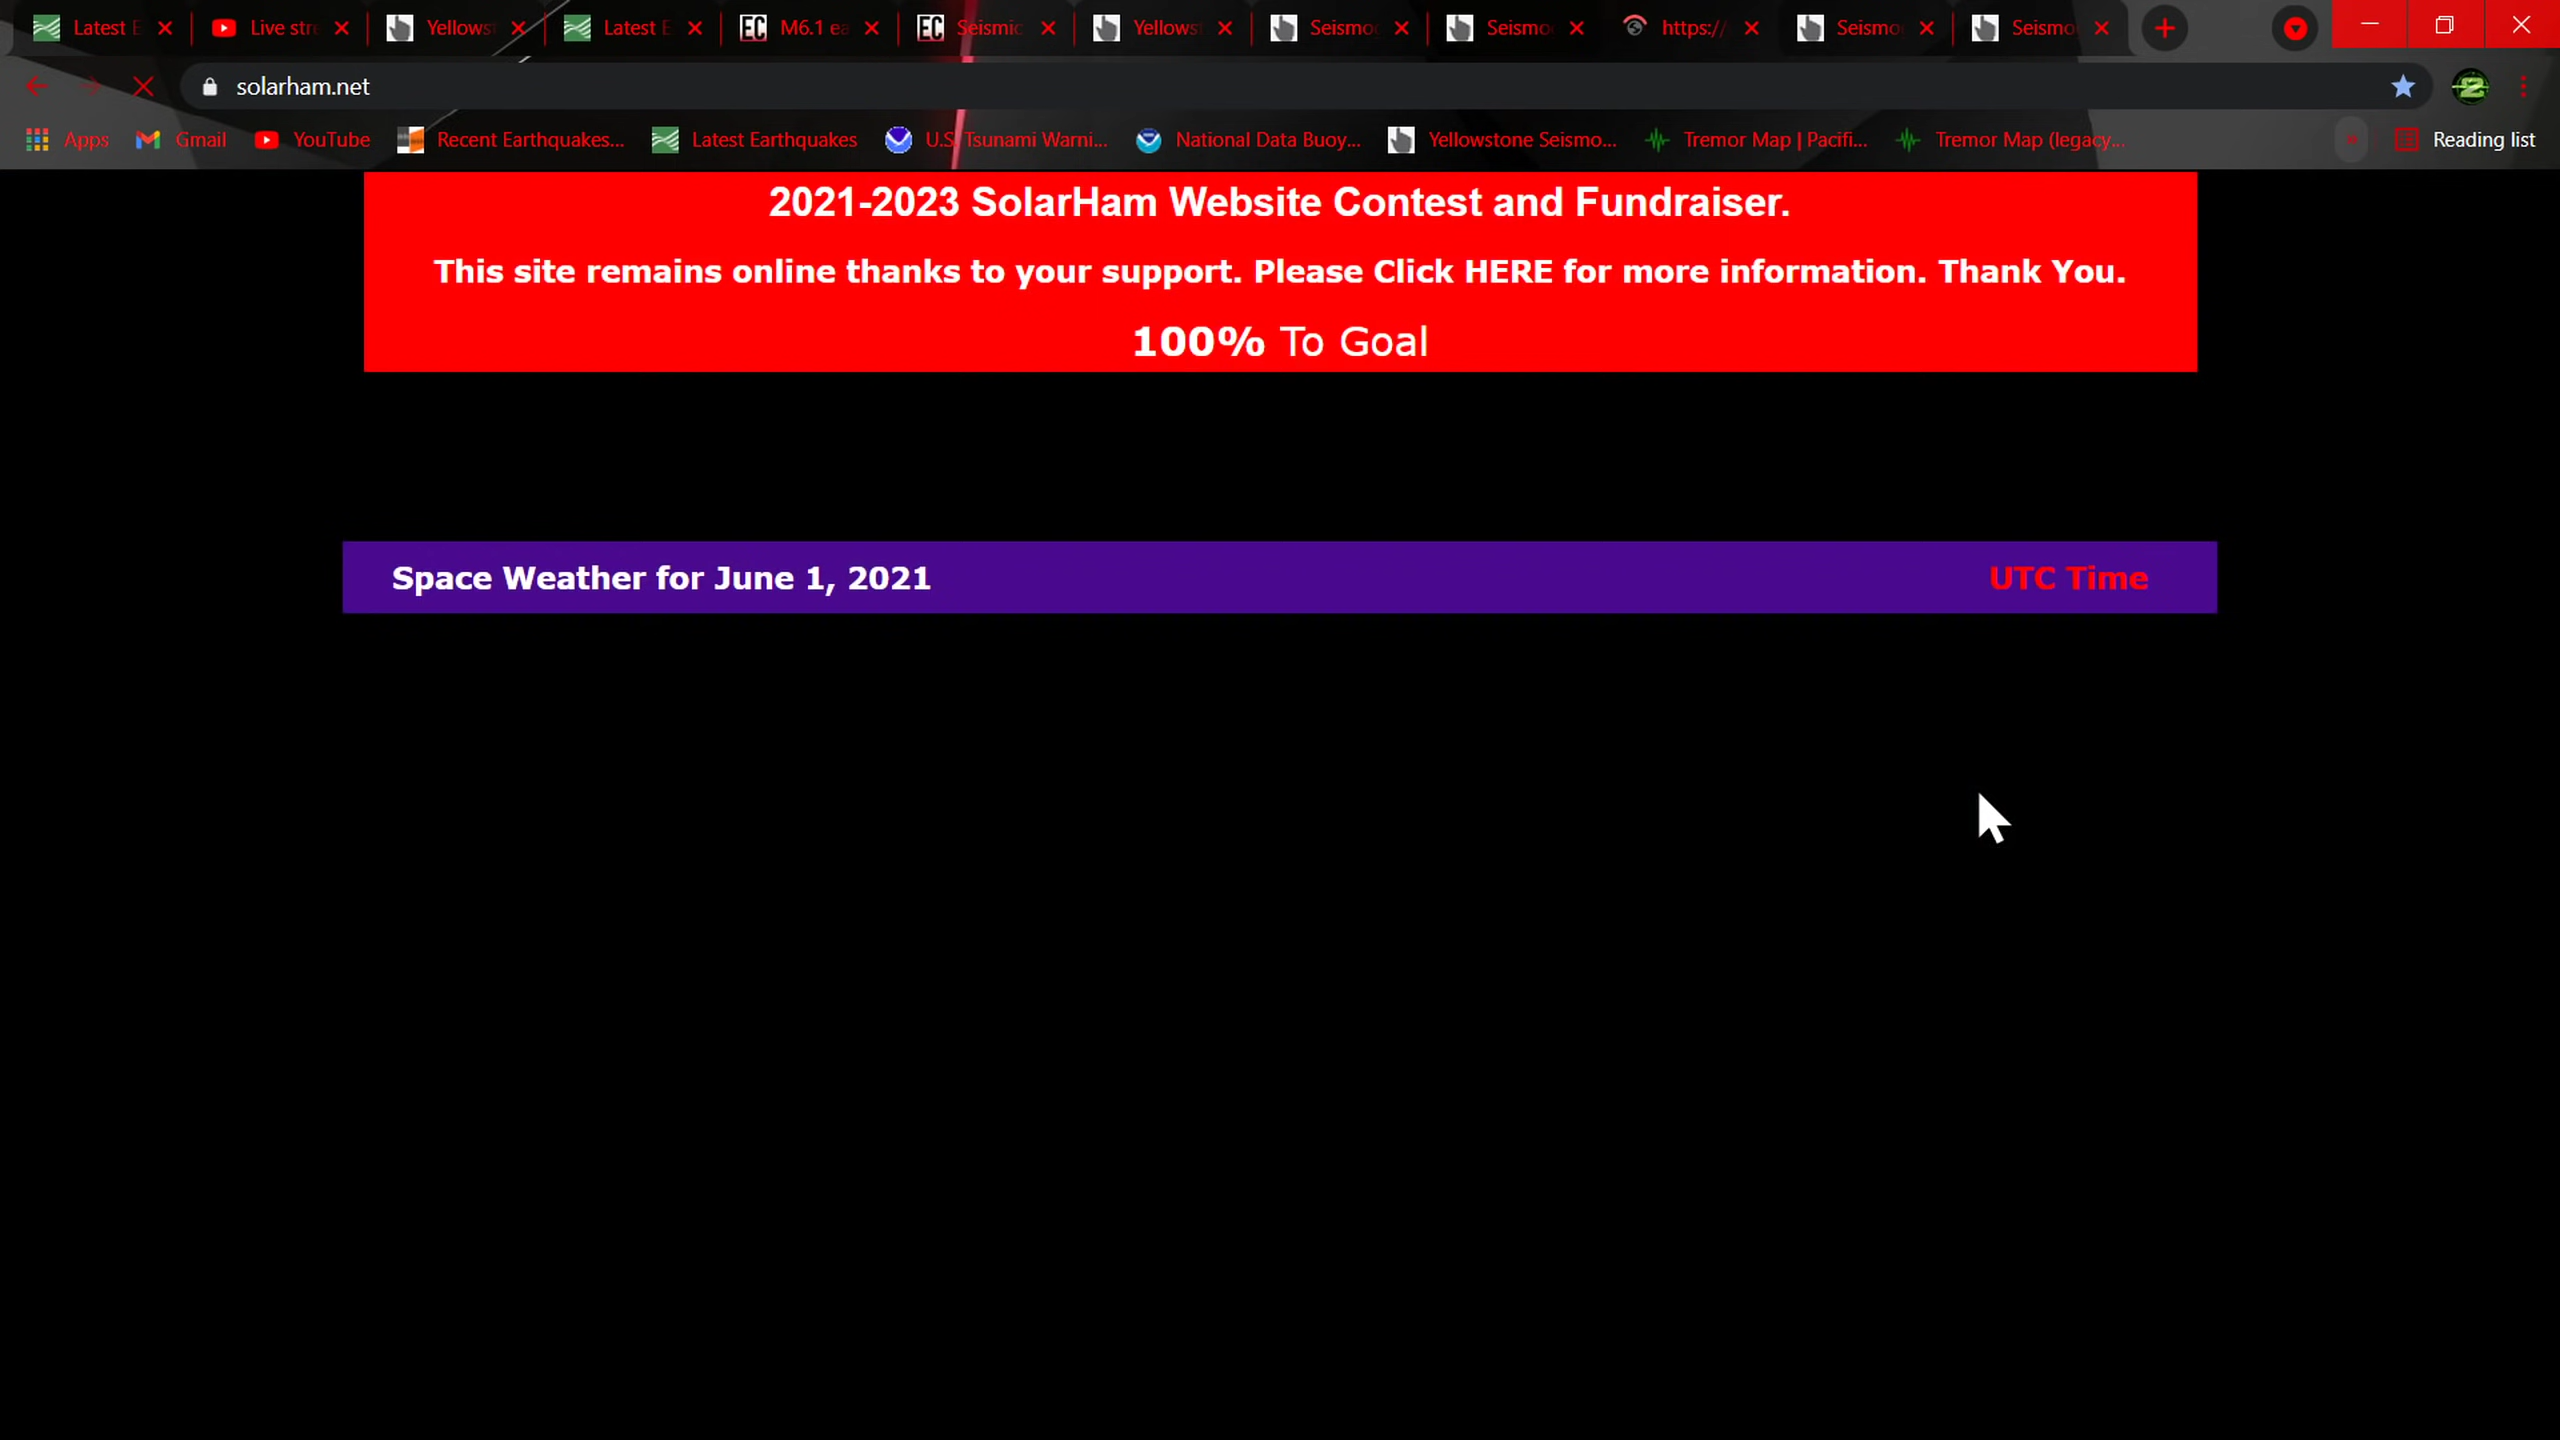 Latest E
Live stre
Yellows
Latest E
M6.1 ea
Seismic
Yellows
Seismo
Seismo
https://
Seismo
Seismo
solarham.net
Apps
Gmail
YouTube
Recent Earthquakes...
Latest Earthquakes
U.S. Tsunami Warni...
National Data Buoy...
Yellowstone Seismo...
Tremor Map | Pacifi...
Tremor Map (legacy...
Reading list
2021-2023 SolarHam Website Contest and Fundraiser.
This site remains online thanks to your support. Please Click HERE for more information. Thank You.
100% To Goal
Space Weather for June 1, 2021
UTC Time